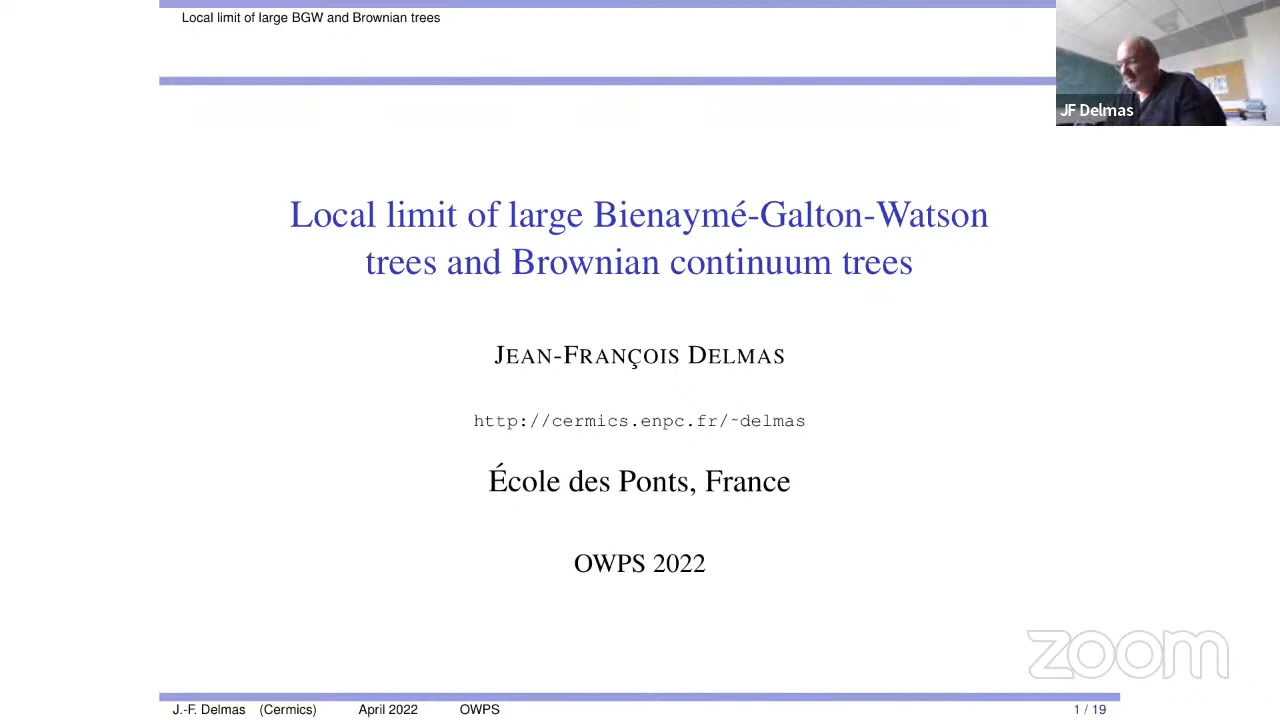 Local limit of large BGW and Brownian trees
JF Delmas
Local limit of large Bienaymé-Galton-Watson
trees and Brownian continuum trees
JEAN-FRANÇOIS DELMAS
http://cermics.enpc.fr/~delmas
École des Ponts, France
OWPS 2022
zoom
J.-F. Delmas (Cermics) April 2022 OWPS 1 / 19